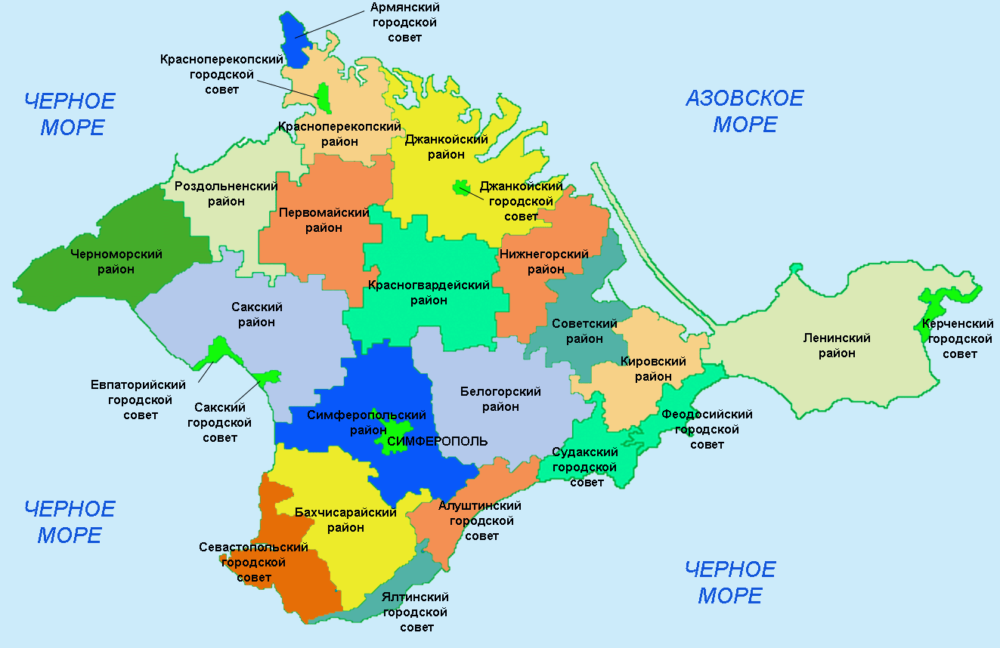 Армянский
городской
совет
Красноперекопский
городской
совет
ЧЕРНОЕ
МОРЕ
АЗОВСКОЕ
МОРЕ
Красноперекопский
район
Джанкойский
район
Роздольненский
район
Джанкойский
городской
совет
Первомайский
район
Черноморский
район
Нижнегорский
район
Красногвардейский
район
Сакский
район
Советский
район
Ленинский
район
Керченский
городской
совет
Кировский
район
Евпаторийский
городской
совет
Белогорский
район
Сакский
городской
совет
Симферопольский
район
СИМФЕРОПОЛЬ
Феодосийский
городской
совет
Судакский
городской
совет
ЧЕРНОЕ
МОРЕ
Бахчисарайский
район
Алуштинский
городской
совет
Севастопольский
городской
совет
ЧЕРНОЕ
МОРЕ
Ялтинский
городской
совет